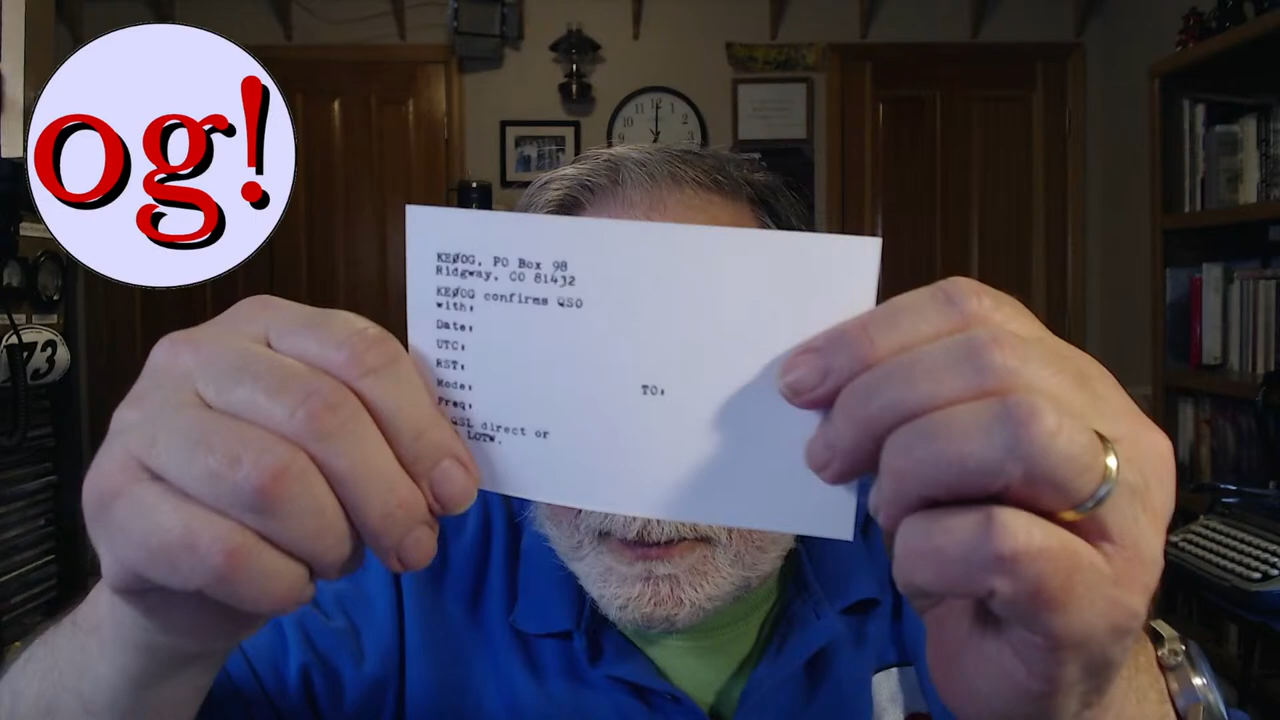 og!
KEØOG, PO Box 98
Ridgway, CO 81432
KEØOG confirms QSO
with:
Date:
UTC:
RST:
Mode:
Freq:
TO:
QSL direct or
LOTW.
73
12